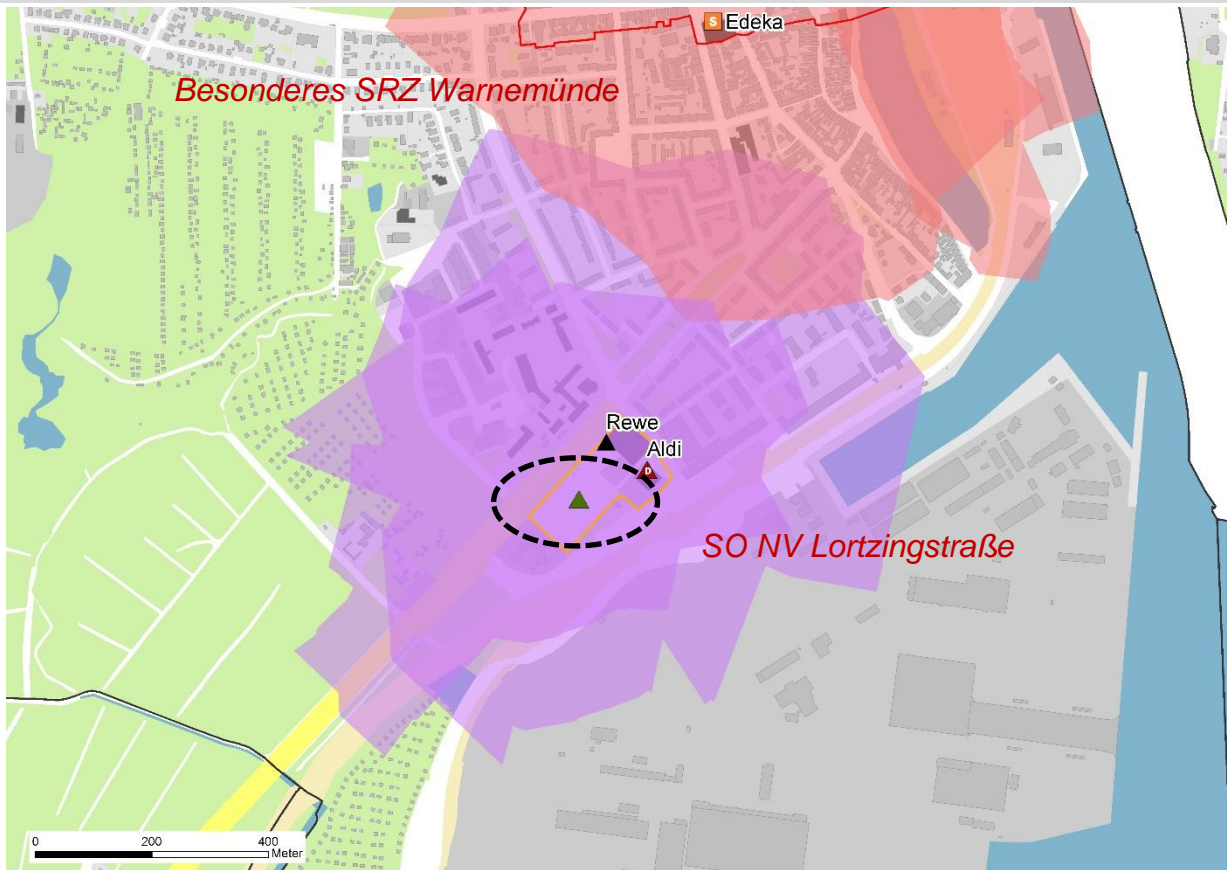 S Edeka
Besonderes SRZ Warnemünde
Rewe
Aldi
D
SO NV Lortzingstraße
0 200 400
Meter